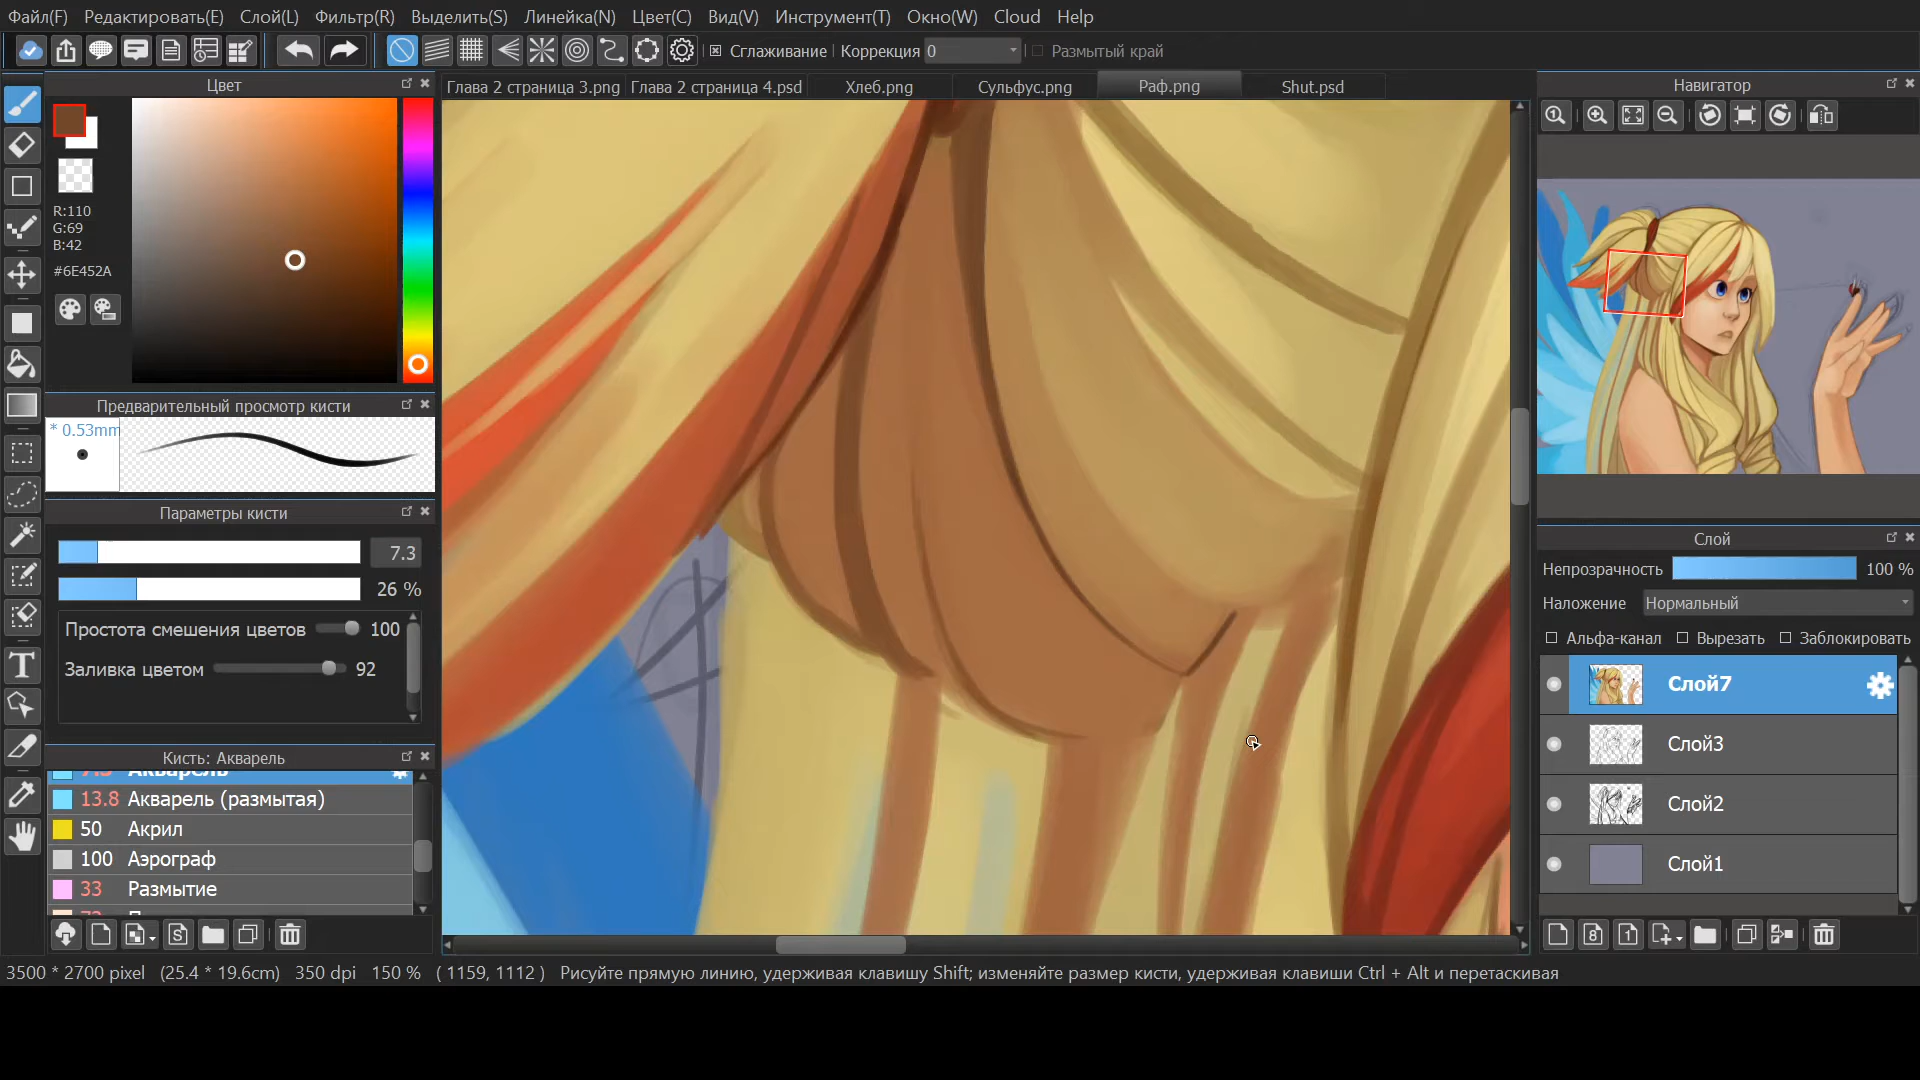 Файл(F) Редактировать(E) Слой(L) Фильтр(R) Выделить(S) Линейка(N) Цвет(C) Вид(V) Инструмент(T) Окно(W) Cloud Help
Сглаживание Коррекция 0 Размытый край
Цвет
Глава 2 страница 3.png Глава 2 страница 4.psd Хлеб.png Сульфус.png Раф.png Shut.psd
Навигатор
R:110
G:69
B:42
#6E452A
Предварительный просмотр кисти
* 0.53mm
Параметры кисти
7.3
26 %
Простота смешения цветов 100
Заливка цветом 92
Кисть: Акварель
7.3 Акварель
13.8 Акварель (размытая)
50 Акрил
100 Аэрограф
33 Размытие
Слой
Непрозрачность 100 %
Наложение Нормальный
Альфа-канал Вырезать Заблокировать
Слой7
Слой3
Слой2
Слой1
3500 * 2700 pixel (25.4 * 19.6cm) 350 dpi 150 % ( 1159, 1112 ) Рисуйте прямую линию, удерживая клавишу Shift; изменяйте размер кисти, удерживая клавиши Ctrl + Alt и перетаскивая